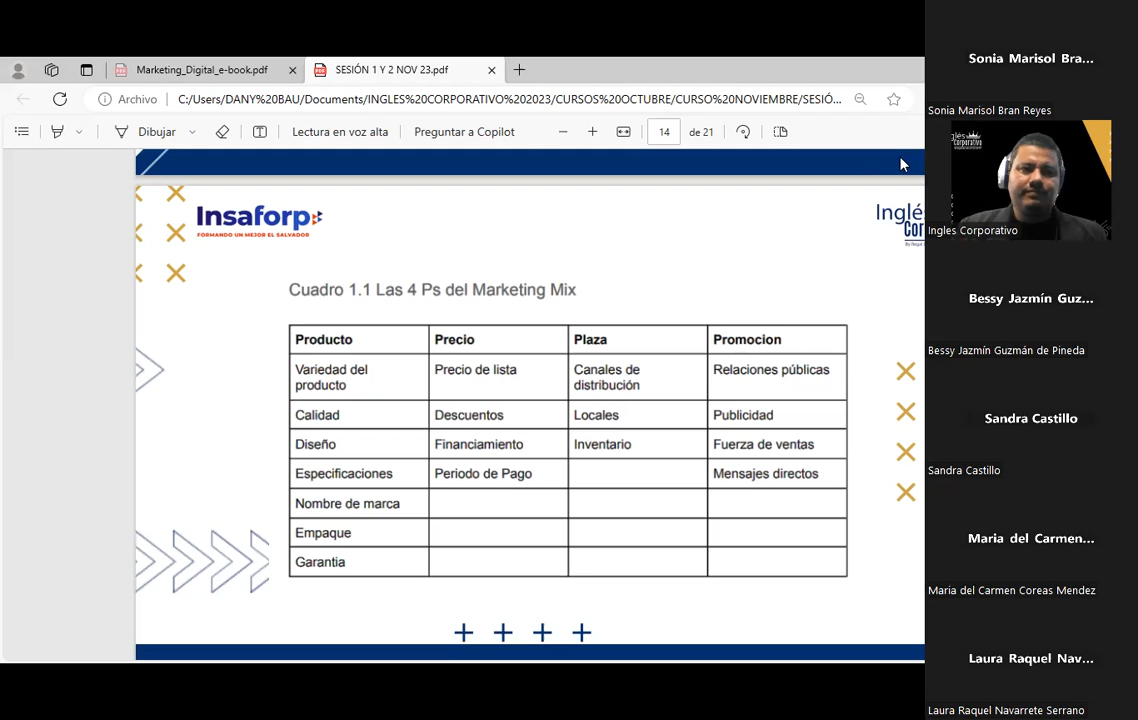 Marketing_Digital_e-book.pdf
SESIÓN 1 Y 2 NOV 23.pdf
Archivo
C:/Users/DANY%20BAU/Documents/INGLES%20CORPORATIVO%202023/CURSOS%20OCTUBRE/CURSO%20NOVIEMBRE/SESIÓ...
Dibujar
Lectura en voz alta
Preguntar a Copilot
14
de 21
Insaforp
FORMANDO UN MEJOR EL SALVADOR
Inglé
Cor
Cuadro 1.1 Las 4 Ps del Marketing Mix
Producto Precio Plaza Promocion
Variedad del producto Precio de lista Canales de distribución Relaciones públicas
Calidad Descuentos Locales Publicidad
Diseño Financiamiento Inventario Fuerza de ventas
Especificaciones Periodo de Pago Mensajes directos
Nombre de marca
Empaque
Garantia
Sonia Marisol Bra...
Sonia Marisol Bran Reyes
Inglés
Corporativo
Ingles Corporativo
Bessy Jazmín Guz...
Bessy Jazmín Guzmán de Pineda
Sandra Castillo
Sandra Castillo
Maria del Carmen...
Maria del Carmen Coreas Mendez
Laura Raquel Nav...
Laura Raquel Navarrete Serrano